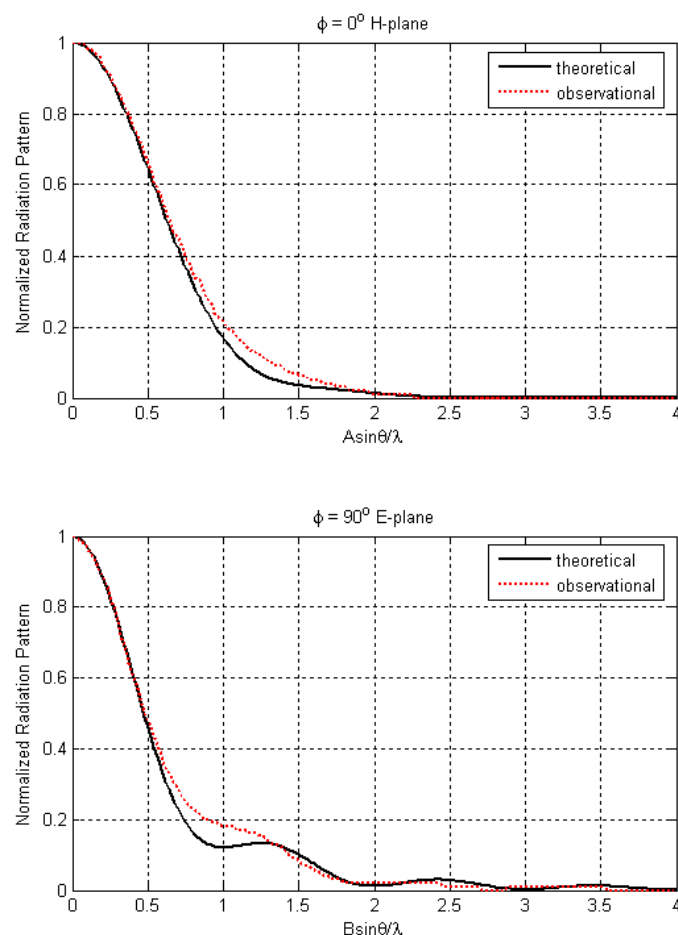 ϕ = 0° H-plane
Normalized Radiation Pattern
1
0.8
0.6
0.4
0.2
0
theoretical
observational
0 0.5 1 1.5 2 2.5 3 3.5 4
Asinθ/λ
ϕ = 90° E-plane
Normalized Radiation Pattern
1
0.8
0.6
0.4
0.2
0
theoretical
observational
0 0.5 1 1.5 2 2.5 3 3.5 4
Bsinθ/λ